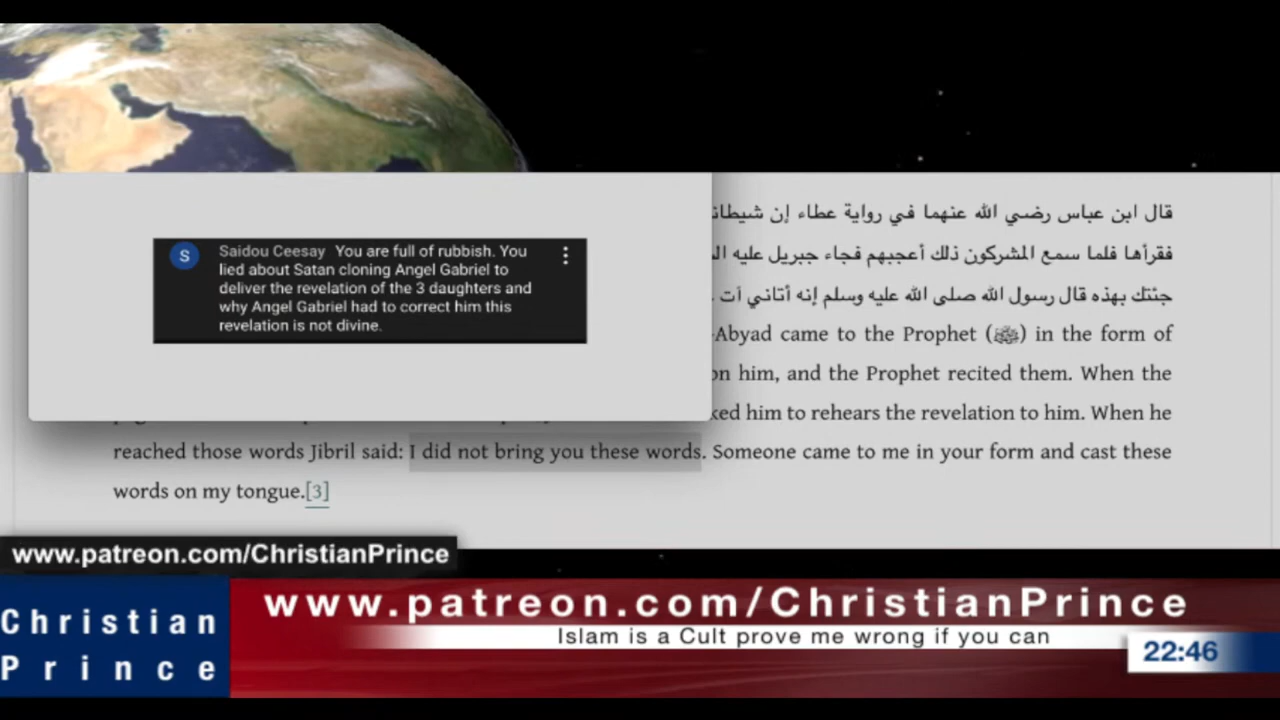 Saidou Ceesay You are full of rubbish. You
lied about Satan cloning Angel Gabriel to
deliver the revelation of the 3 daughters and
why Angel Gabriel had to correct him this
revelation is not divine.
S
قال ابن عباس رضي الله عنهما في رواية عطاء إن
فقرأها فلما سمع المشركون ذلك أعجبهم فجاء جبريل عليه
جئتك بهذه قال رسول الله صلى الله عليه وسلم إنه أتاني آت
-Abyad came to the Prophet (ﷺ) in the form of
on him, and the Prophet recited them. When the
ked him to rehears the revelation to him. When he
reached those words Jibril said: I did not bring you these words. Someone came to me in your form and cast these
words on my tongue.[3]
www.patreon.com/ChristianPrince
Christian
Prince
www.patreon.com/ChristianPrince
Islam is a Cult prove me wrong if you can
22:46